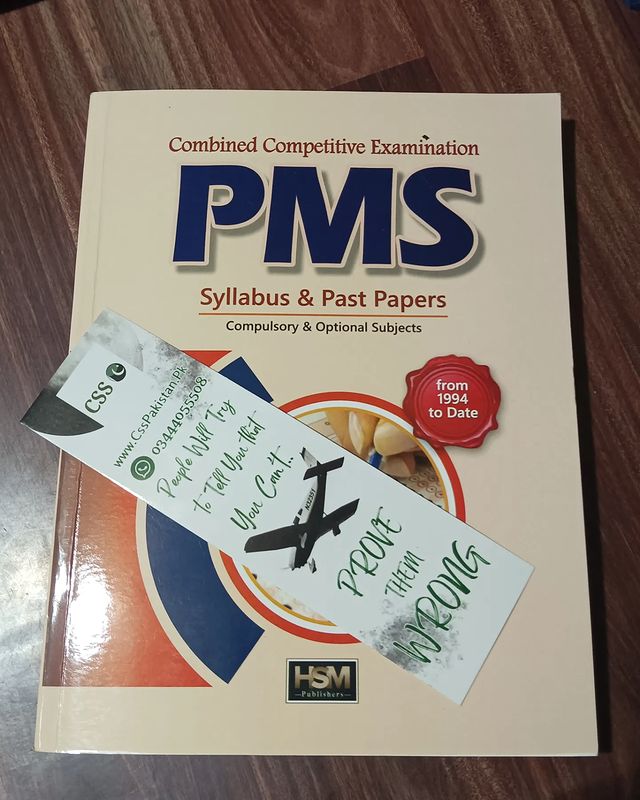 Combined Competitive Examination
PMS
Syllabus & Past Papers
Compulsory & Optional Subjects
from
1994
to Date
CSS
www.CssPakistan.Pk
03444055508
People Will Try
to Tell You that
You Can't...
PROVE
THEM
WRONG
HSM
Publishers